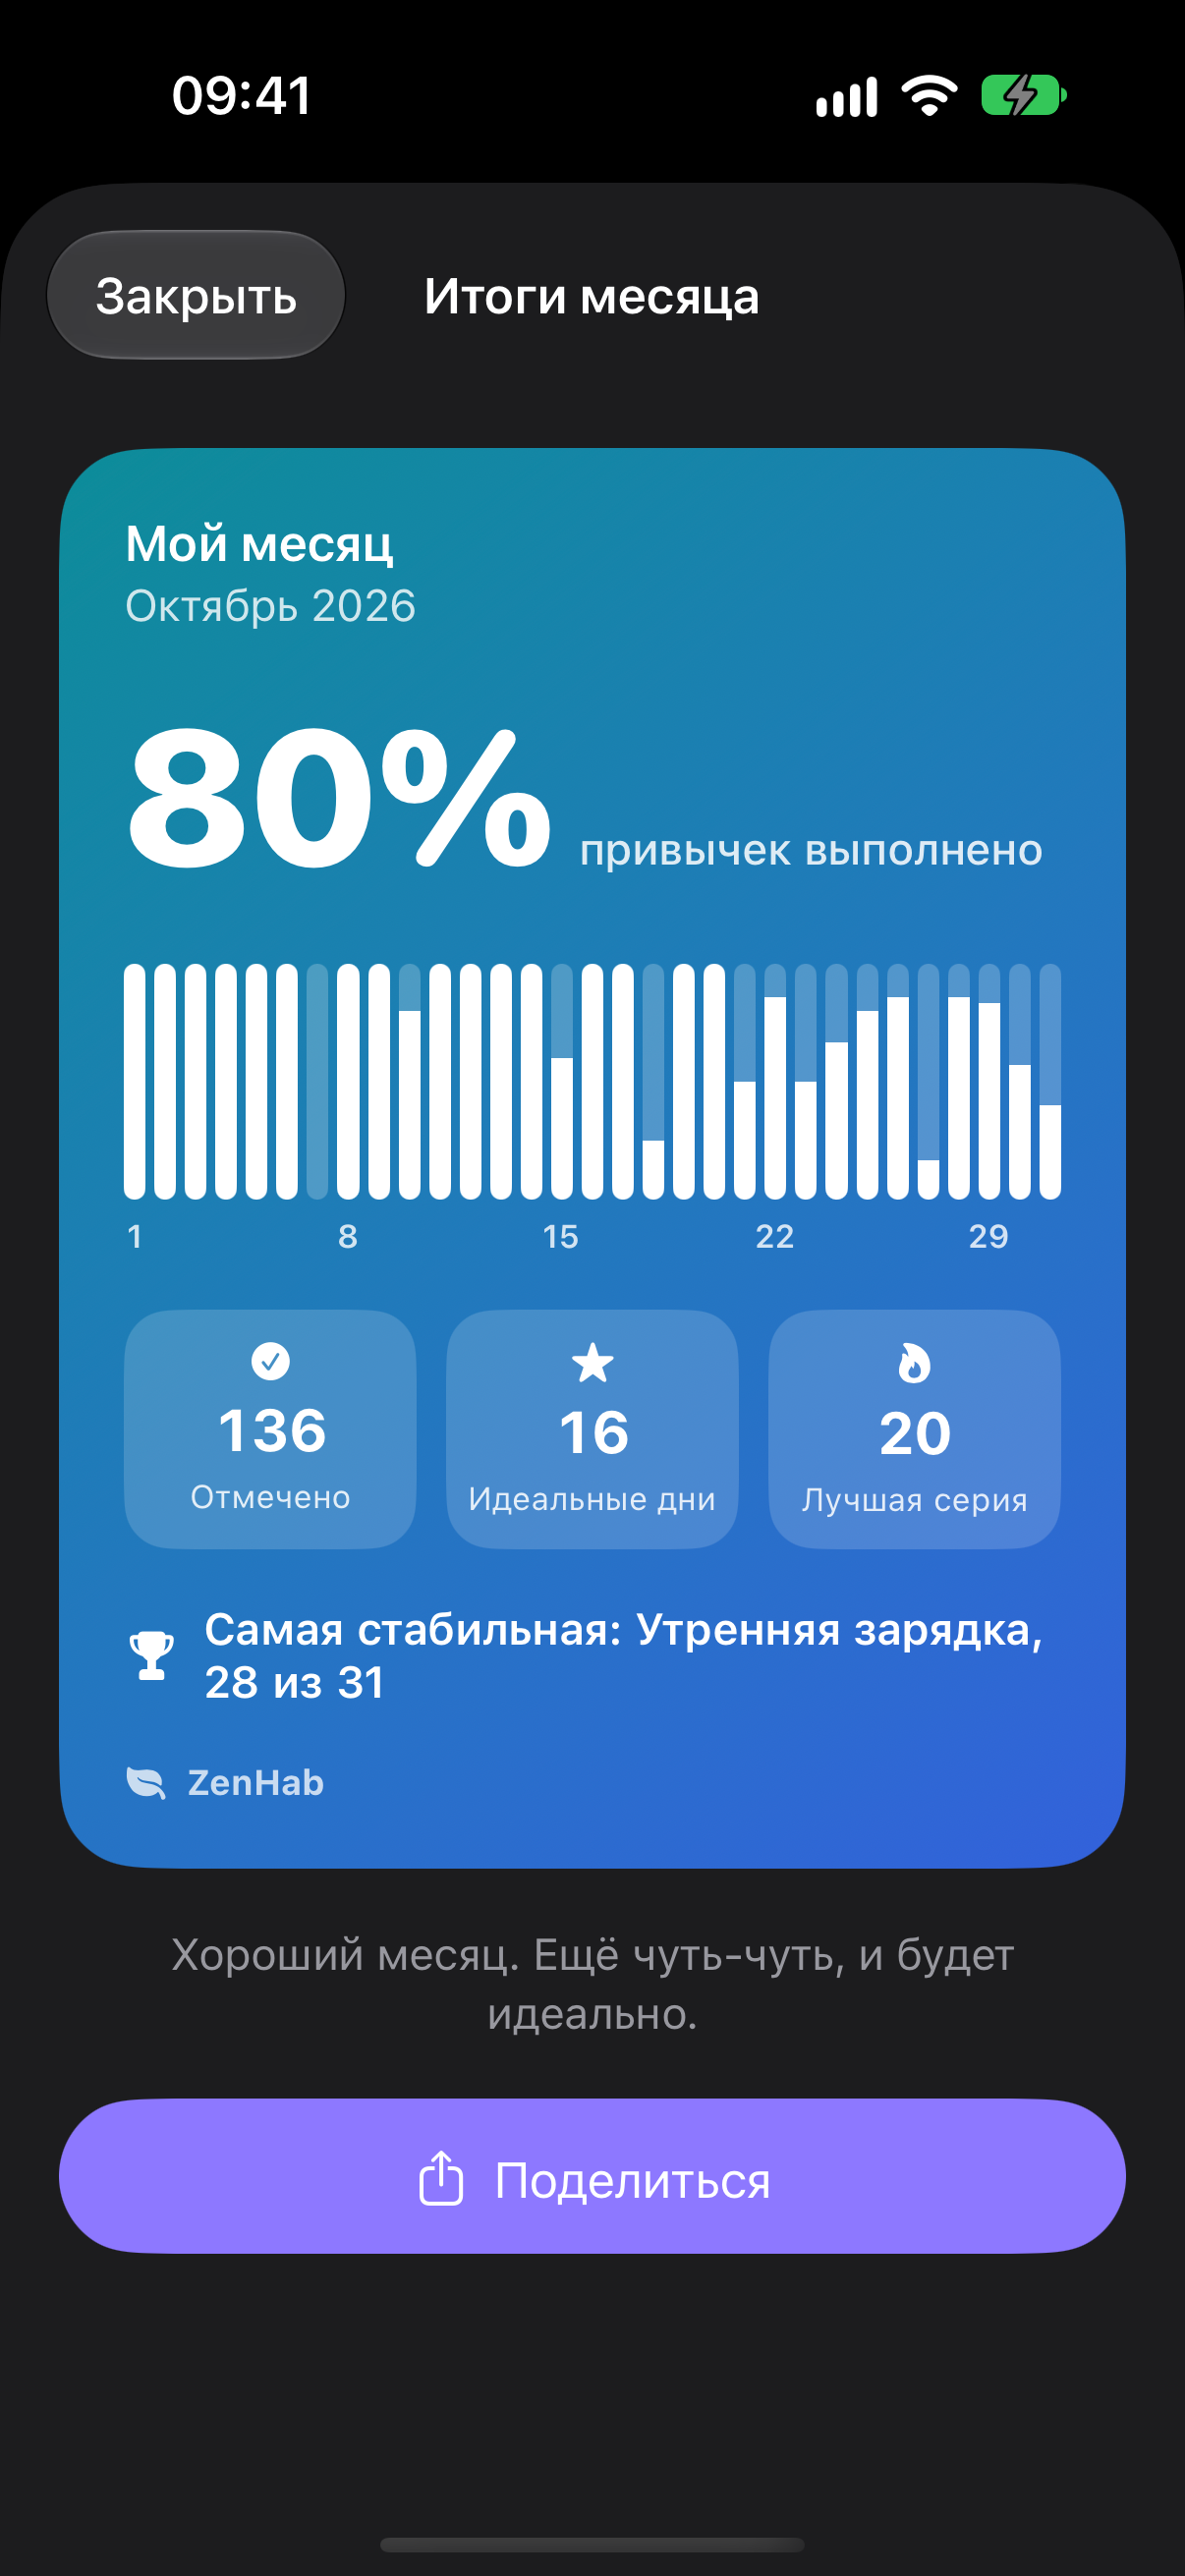 09:41
Закрыть
Итоги месяца
Мой месяц
Октябрь 2026
80% привычек выполнено
1 8 15 22 29
136 16 20
Отмечено Идеальные дни Лучшая серия
Самая стабильная: Утренняя зарядка,
28 из 31
ZenHab
Хороший месяц. Ещё чуть-чуть, и будет
идеально.
Поделиться